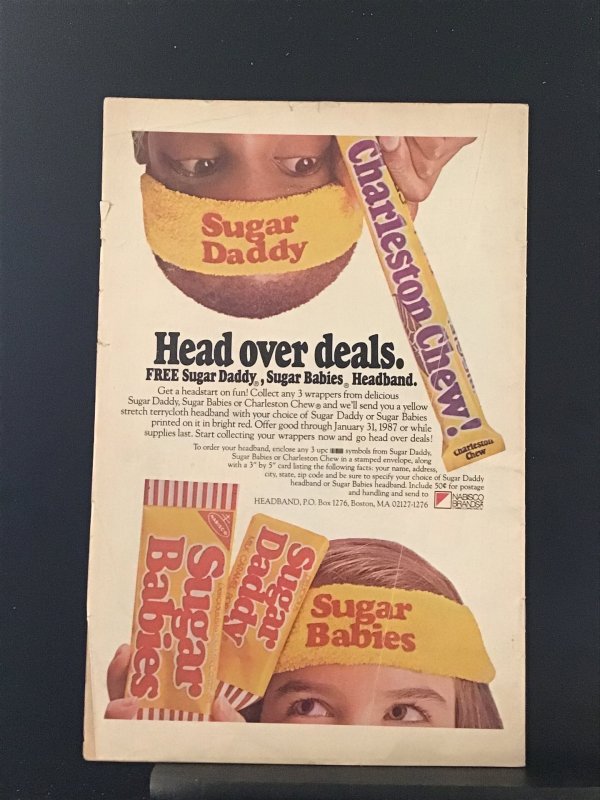 Sugar
Daddy
Charleston Chew!
Charleston
Chew
Head over deals.
FREE Sugar Daddy®, Sugar Babies® Headband.
Get a headstart on fun! Collect any 3 wrappers from delicious
Sugar Daddy, Sugar Babies or Charleston Chew® and we'll send you a yellow
stretch terrycloth headband with your choice of Sugar Daddy or Sugar Babies
printed on it in bright red. Offer good through January 31, 1987 or while
supplies last. Start collecting your wrappers now and go head over deals!
To order your headband, enclose any 3 upc symbols from Sugar Daddy,
Sugar Babies or Charleston Chew in a stamped envelope, along
with a 3" by 5" card listing the following facts: your name, address,
city, state, zip code and be sure to specify your choice of Sugar Daddy
headband or Sugar Babies headband. Include 50¢ for postage
and handling and send to
HEADBAND, P.O. Box 1276, Boston, MA 02127-1276
NABISCO
BRANDS
NABISCO
Sugar
Babies
Sugar
Daddy
Sugar
Babies